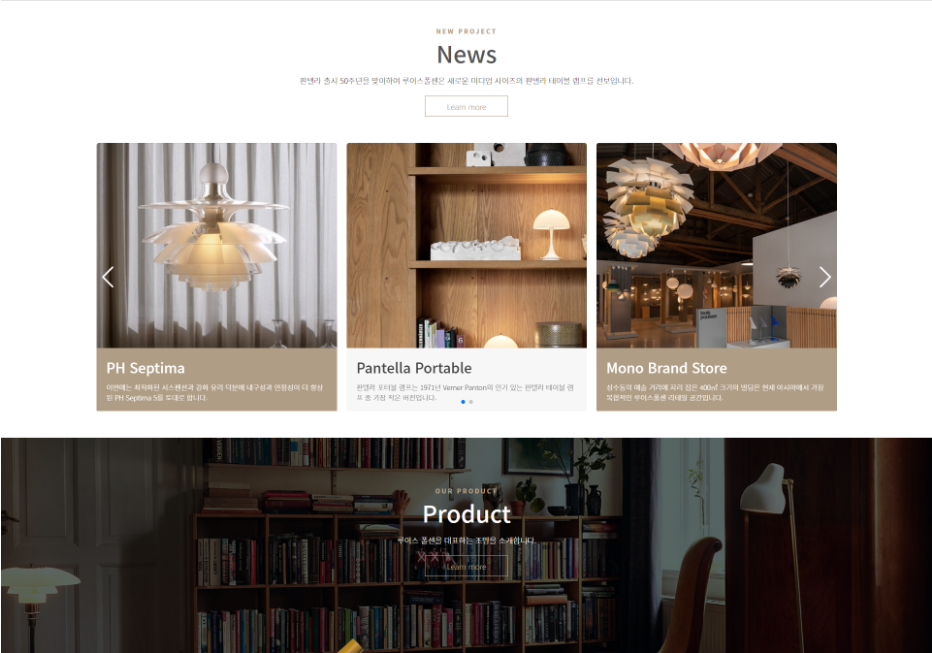 NEW PROJECT
News
판텔라 출시 50주년을 맞이하여 루이스폴센은 새로운 미디엄 사이즈의 판텔라 테이블 램프를 선보입니다.
Learn more
PH Septima
이번에는 최적화된 시스템선과 강화 유리 덕분에 내구성과 안정성이 더 향상
된 PH Septima 5를 토대로 합니다.
Pantella Portable
판텔라 포터블 램프는 1971년 Verner Panton의 인기 있는 판텔라 테이블 램
프 중 가장 작은 버전입니다.
Mono Brand Store
성수동의 예술 거리에 자리 잡은 400㎡ 크기의 빌딩은 현재 아시아에서 가장
복합적인 루이스폴센 리테일 공간입니다.
OUR PRODUCT
Product
루이스 폴센을 대표하는 조명을 소개합니다.
Learn more